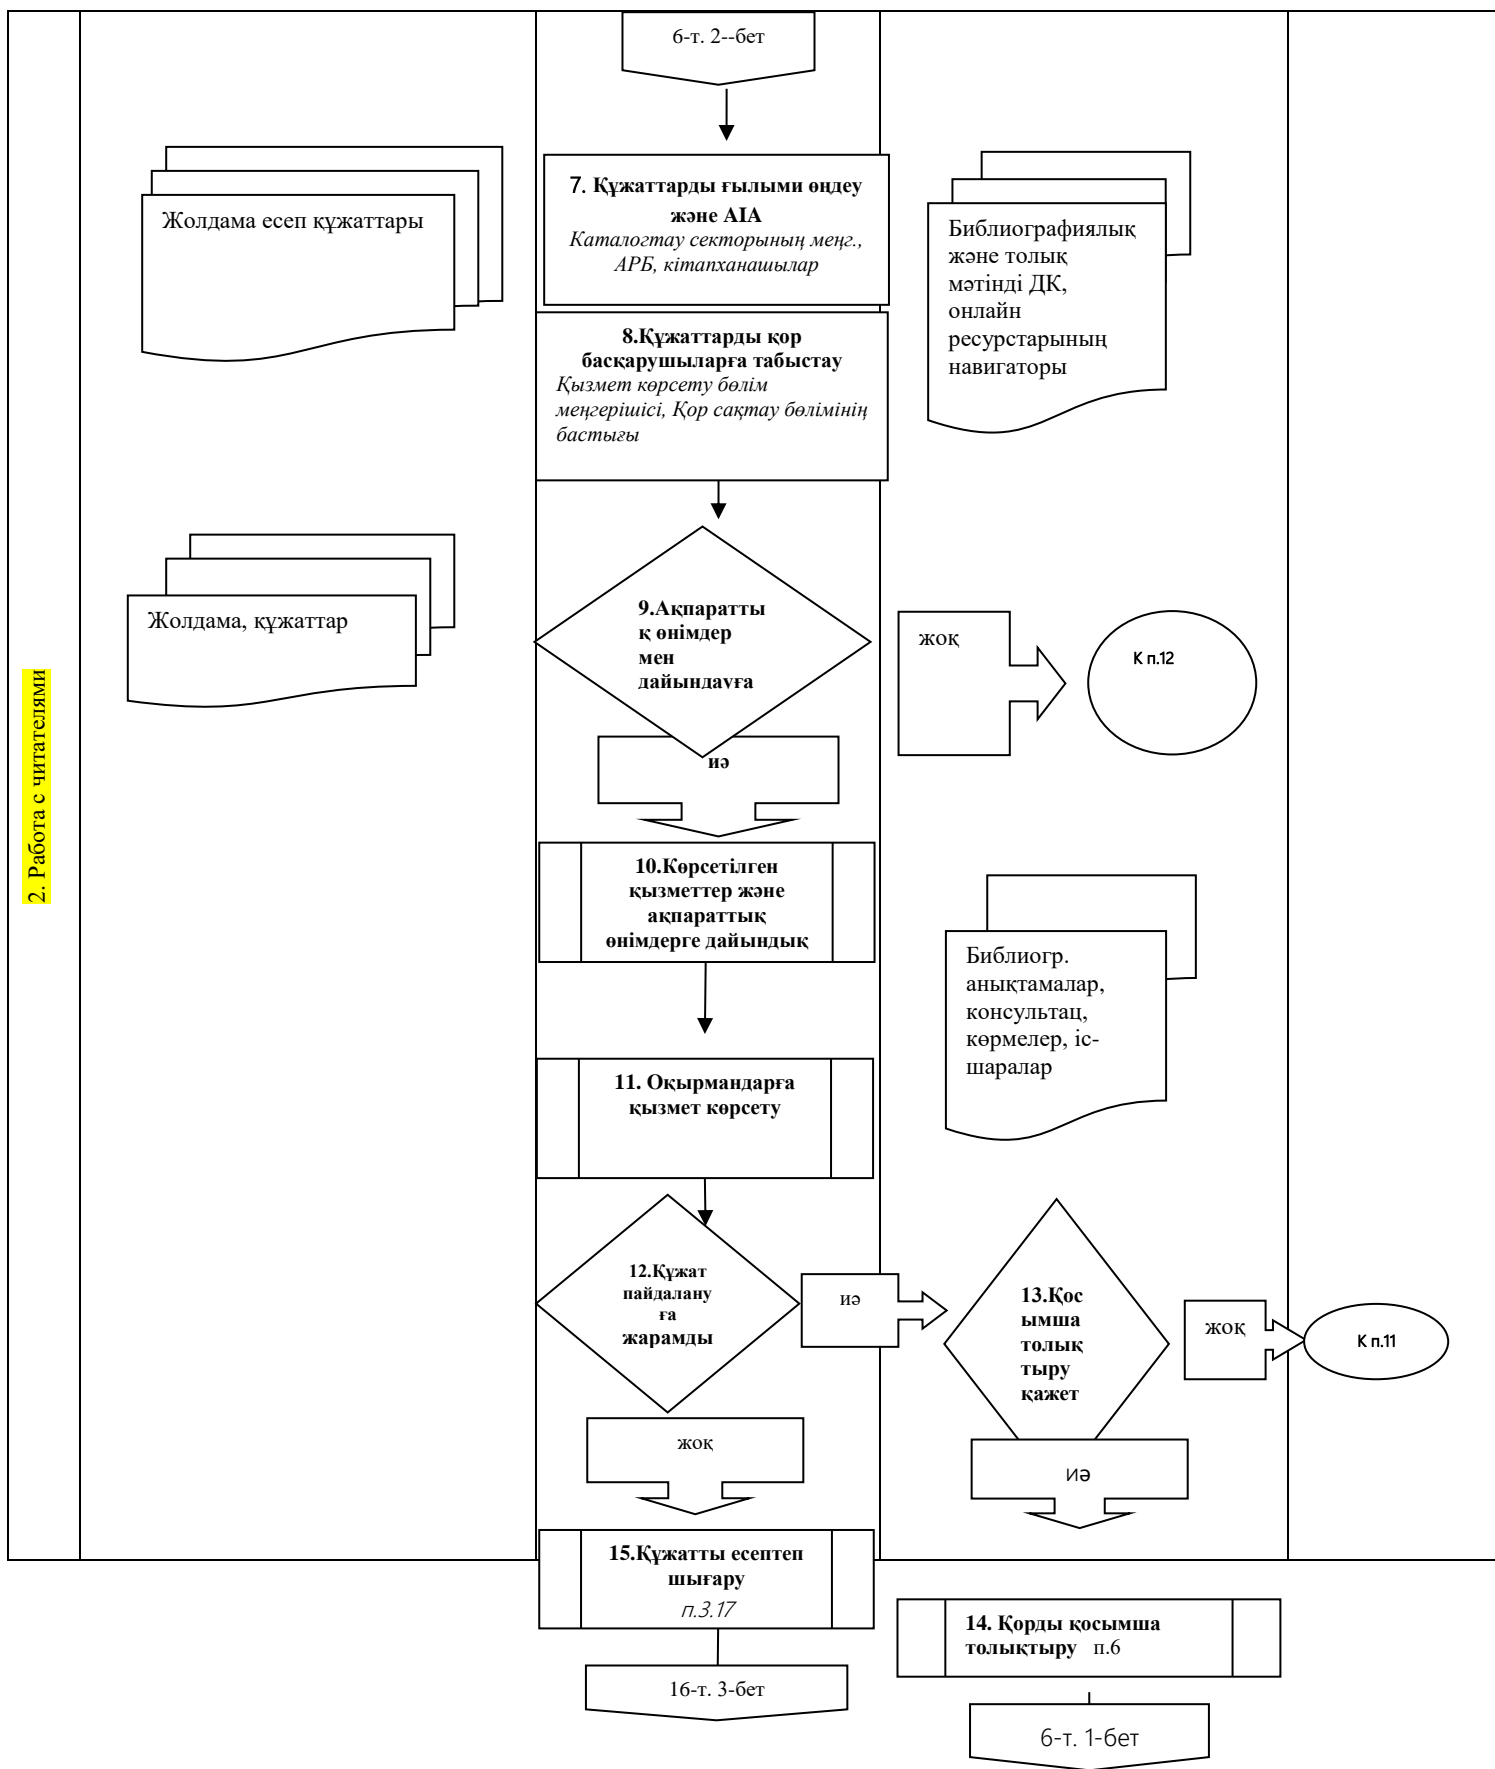 6-т. 2--бет
7. Құжаттарды ғылыми өңдеу
және АІА
Каталогтау секторының меңг.,
АРБ, кітапханашылар
Жолдама есеп құжаттары
Библиографиялық
және толық
мәтінді ДК,
онлайн
ресурстарының
навигаторы
8.Құжаттарды қор
басқарушыларға табыстау
Қызмет көрсету бөлім
меңгерішісі, Қор сақтау бөлімінің
бастығы
Жолдама, құжаттар
9.Ақпаратты
қ өнімдер
мен
дайындауға
жоқ
К п.12
иә
2. Работа с читателями
10.Көрсетілген
қызметтер және
ақпараттық
өнімдерге дайындық
Библиогр.
анықтамалар,
консультац,
көрмелер, іс-
шаралар
11. Оқырмандарға
қызмет көрсету
12.Құжат
пайдалану
ға
жарамды
иә
13.Қос
ымша
толық
тыру
қажет
жоқ
К п.11
жоқ
иә
15.Құжатты есептеп
шығару
п.3.17
14. Қорды қосымша
толықтыру п.6
16-т. 3-бет
6-т. 1-бет